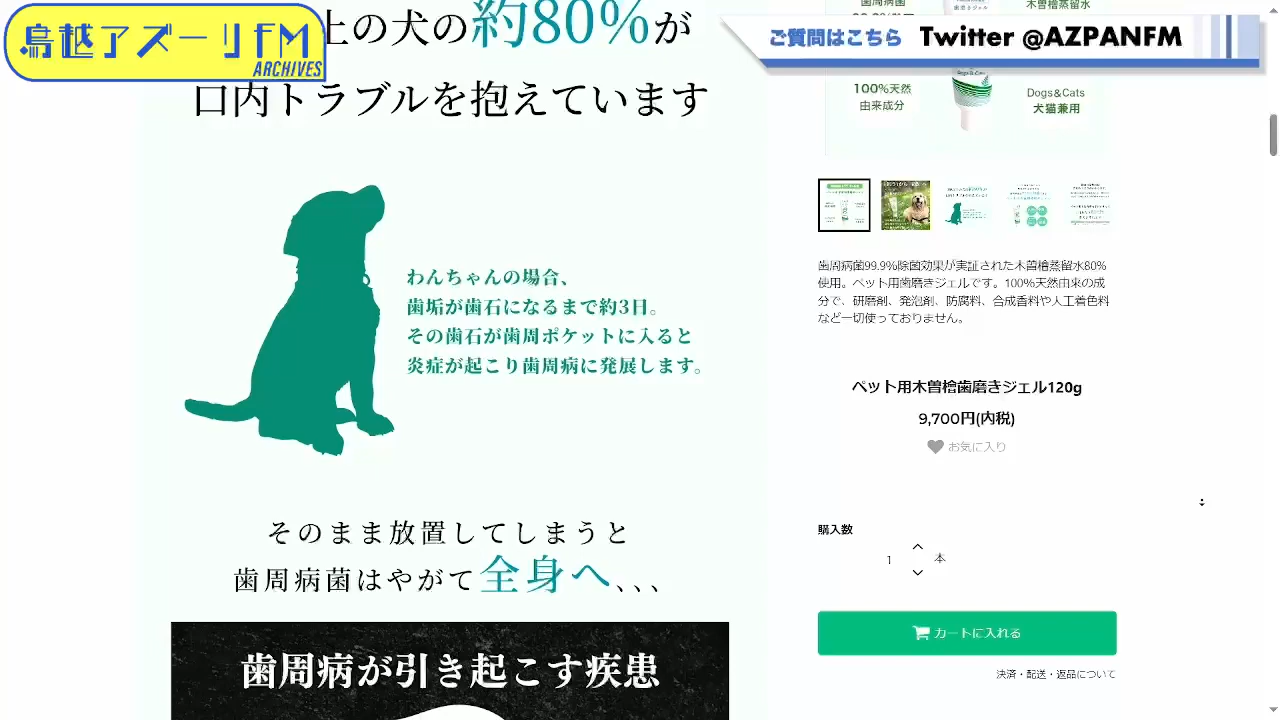 鳥越アズーリFM
ARCHIVES
ご質問はこちら Twitter @AZPANFM
上の犬の約80%が
口内トラブルを抱えています
わんちゃんの場合、
歯垢が歯石になるまで約3日。
その歯石が歯周ポケットに入ると
炎症が起こり歯周病に発展します。
そのまま放置してしまうと
歯周病菌はやがて全身へ、、、
歯周病が引き起こす疾患
歯周病菌
木曽檜蒸留水
100%天然
由来成分
Dogs&Cats
犬猫兼用
歯周病菌99.9%除菌効果が実証された木曽檜蒸留水80%
使用。ペット用歯磨きジェルです。100%天然由来の成
分で、研磨剤、発泡剤、防腐剤、合成香料や人工着色料
など一切使っておりません。
ペット用木曽檜歯磨きジェル120g
9,700円(内税)
お気に入り
購入数
1 本
カートに入れる
決済・配送・返品について